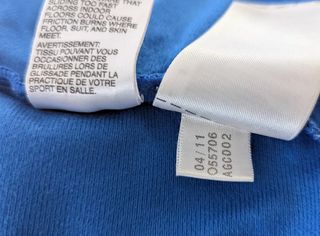 SLIDING TOO FAST
ACROSS INDOOR
FLOORS COULD CAUSE
FRICTION BURNS WHERE
FLOOR, SUIT, AND SKIN
MEET.
AVERTISSEMENT:
TISSU POUVANT VOUS
OCCASIONNER DES
BRULURES LORS DE
GLISSADE PENDANT LA
PRATIQUE DE VOTRE
SPORT EN SALLE.
04/11
O55706
AGC002